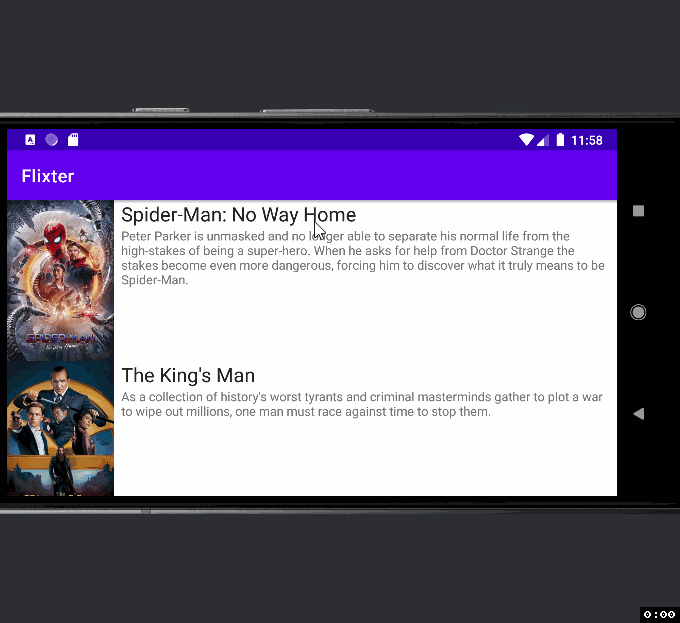 11:58
Flixter
Spider-Man: No Way Home
Peter Parker is unmasked and no longer able to separate his normal life from the
high-stakes of being a super-hero. When he asks for help from Doctor Strange the
stakes become even more dangerous, forcing him to discover what it truly means to be
Spider-Man.
SPIDER-MAN
The King's Man
As a collection of history's worst tyrants and criminal masterminds gather to plot a war
to wipe out millions, one man must race against time to stop them.
0:00